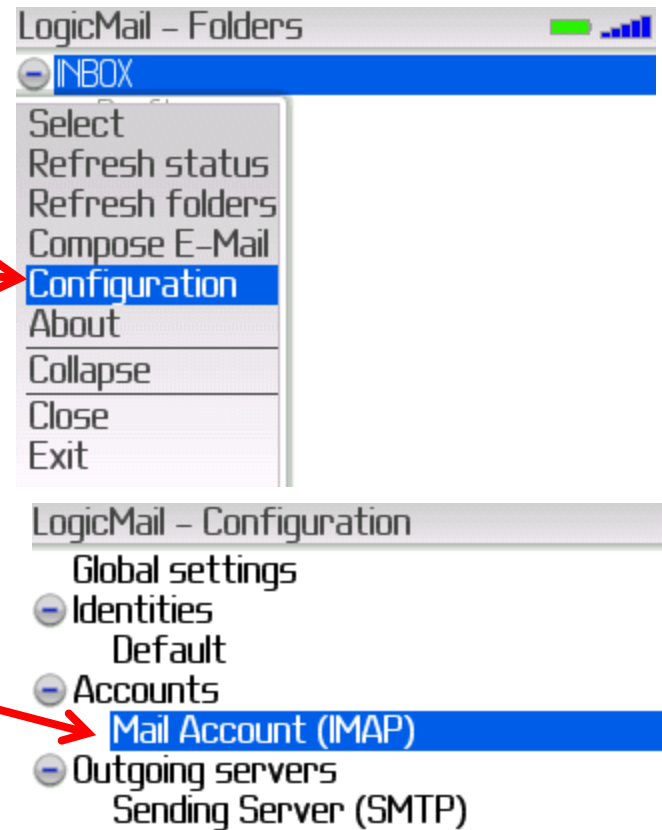 LogicMail – Folders
INBOX
Select
Refresh status
Refresh folders
Compose E-Mail
Configuration
About
Collapse
Close
Exit
LogicMail – Configuration
Global settings
Identities
Default
Accounts
Mail Account (IMAP)
Outgoing servers
Sending Server (SMTP)